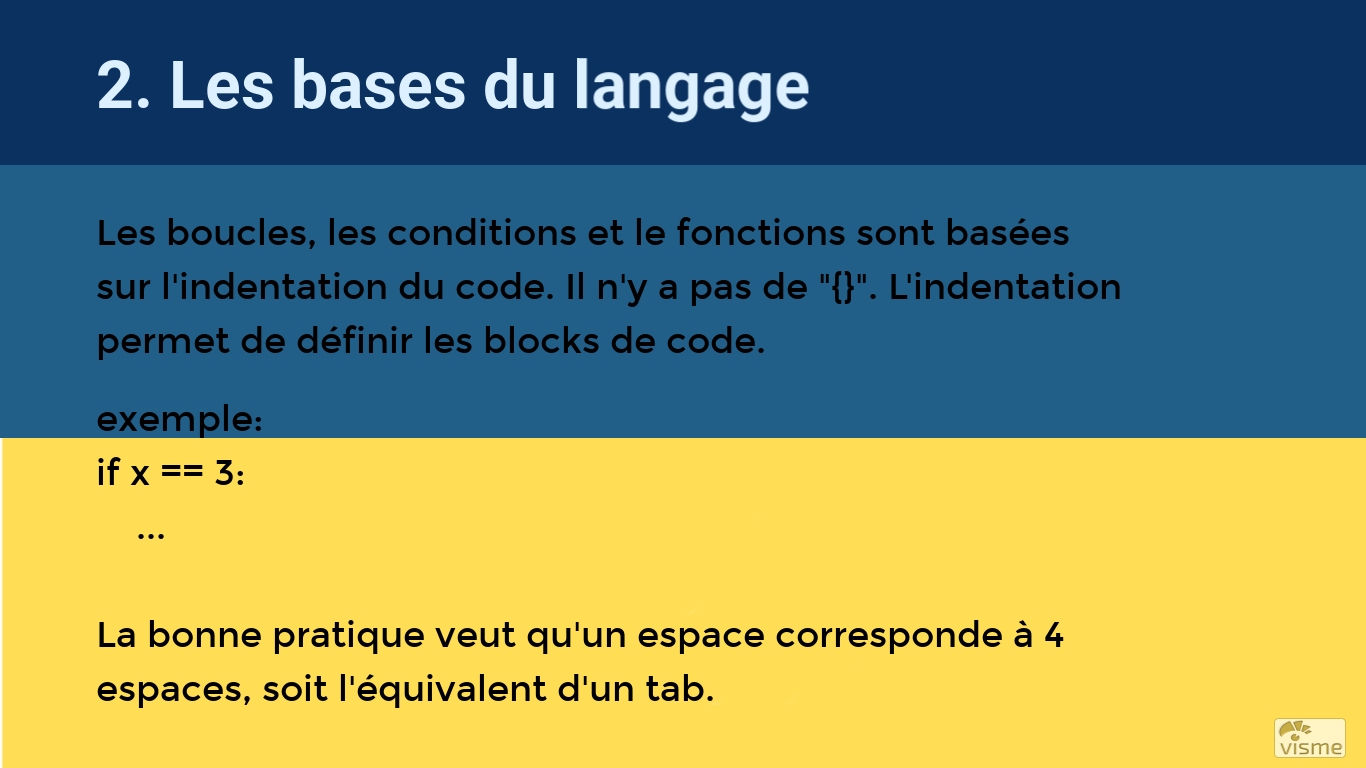 2. Les bases du langage
Les boucles, les conditions et le fonctions sont basées
sur l'indentation du code. Il n'y a pas de "{}". L'indentation
permet de définir les blocks de code.
exemple:
if x == 3:
...
La bonne pratique veut qu'un espace corresponde à 4
espaces, soit l'équivalent d'un tab.
visme